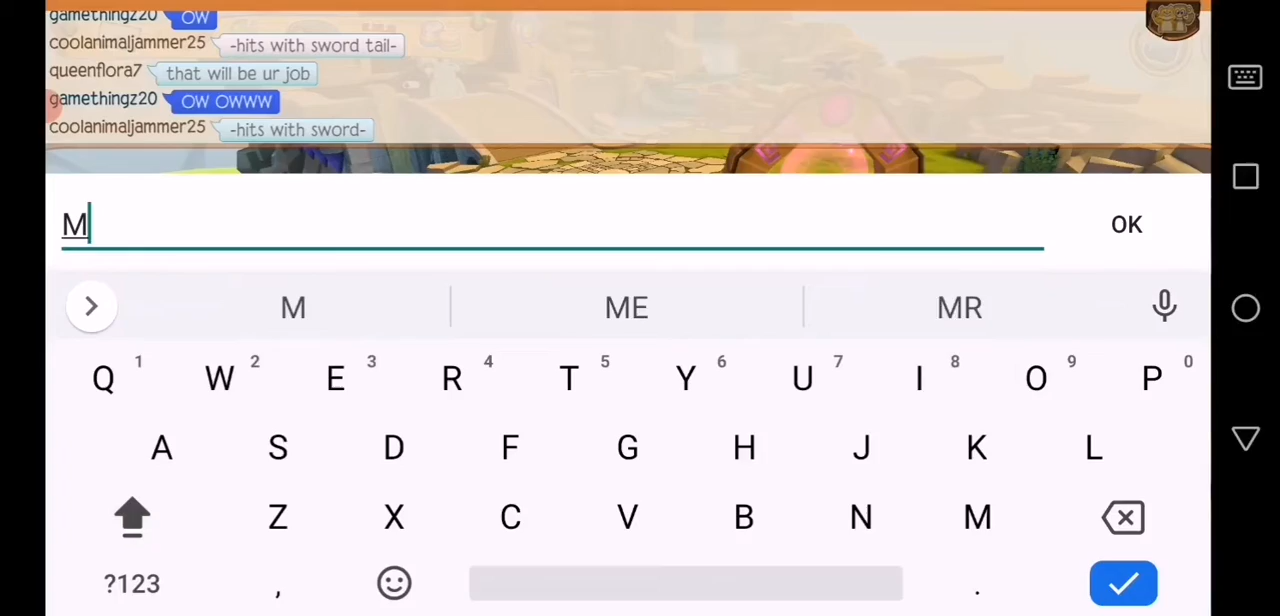 gamethingz20 OW
coolanimaljammer25 -hits with sword tail-
queenflora7 that will be ur job
gamethingz20 OW OWWW
coolanimaljammer25 -hits with sword-
M OK
M ME MR
1 2 3 4 5 6 7 8 9 0
Q W E R T Y U I O P
A S D F G H J K L
Z X C V B N M
?123 , .